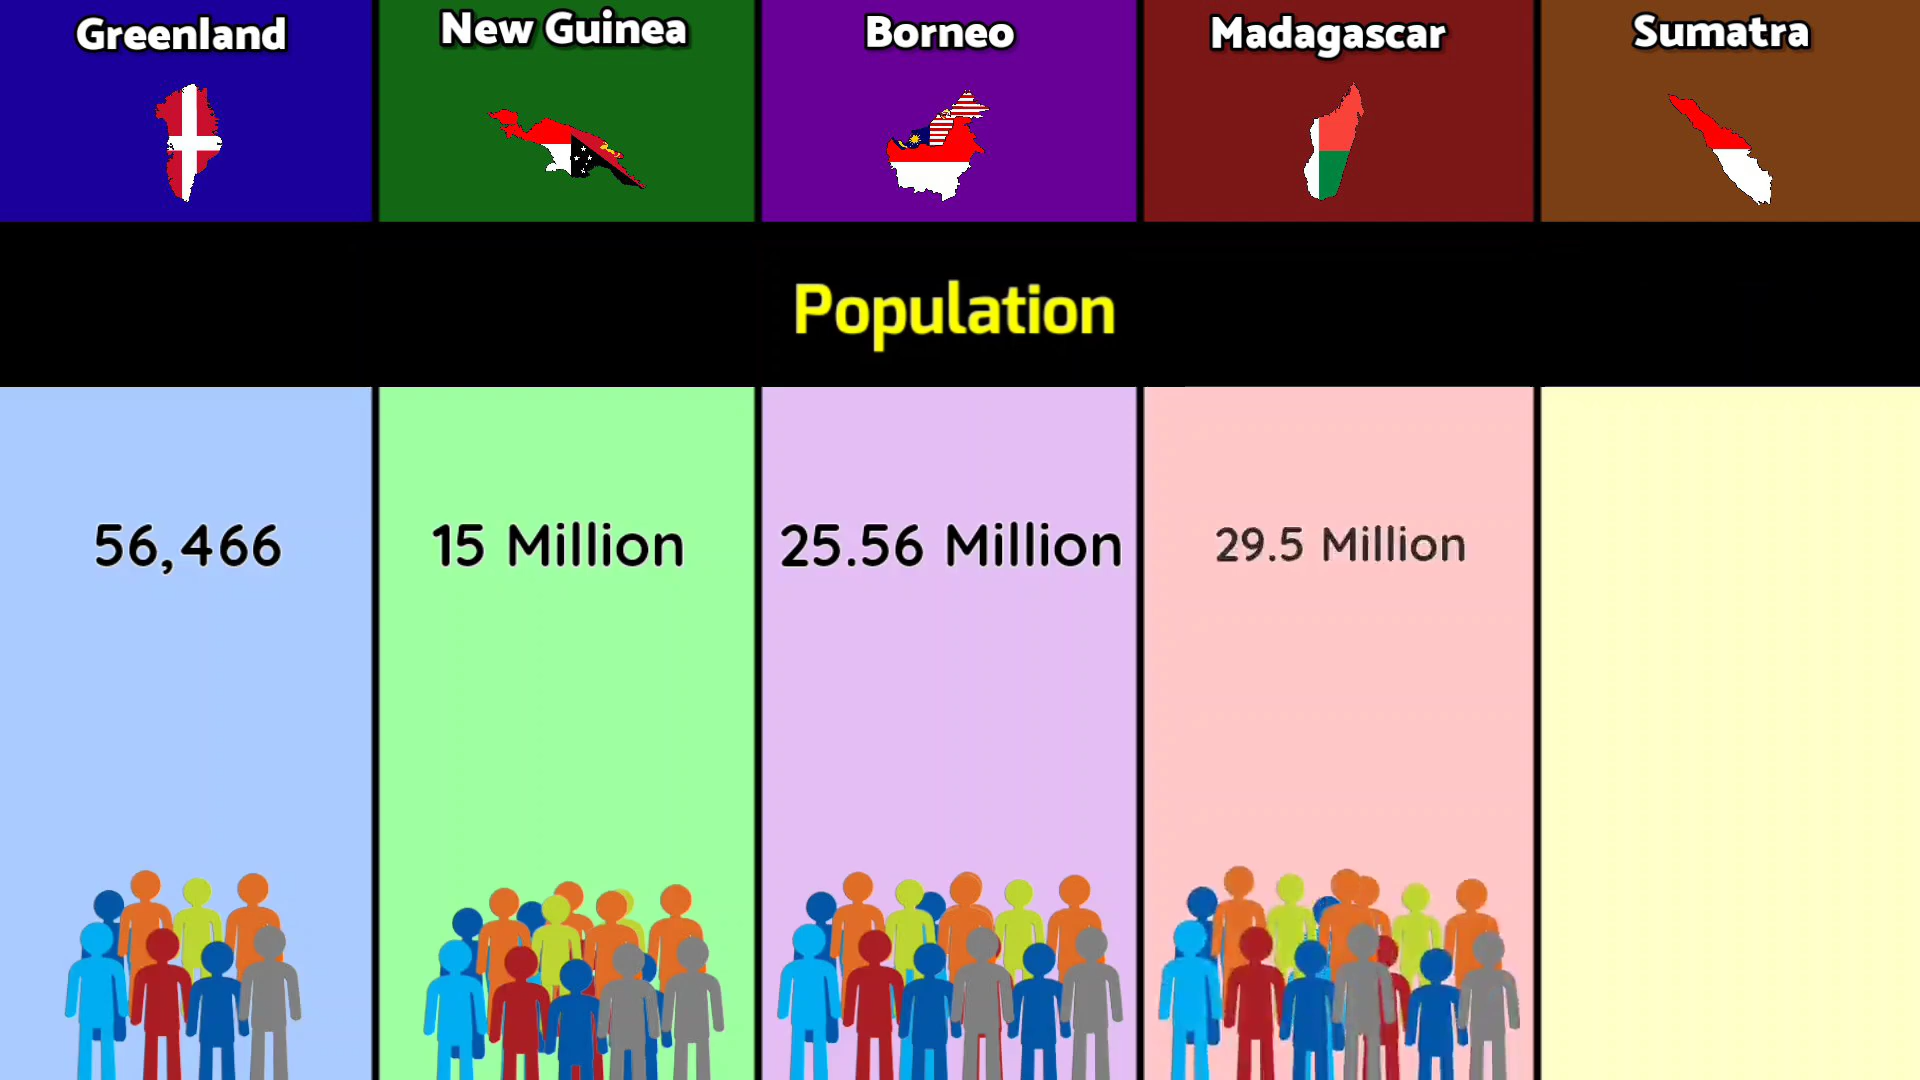 Greenland
New Guinea
Borneo
Madagascar
Sumatra
Population
56,466
15 Million
25.56 Million
29.5 Million